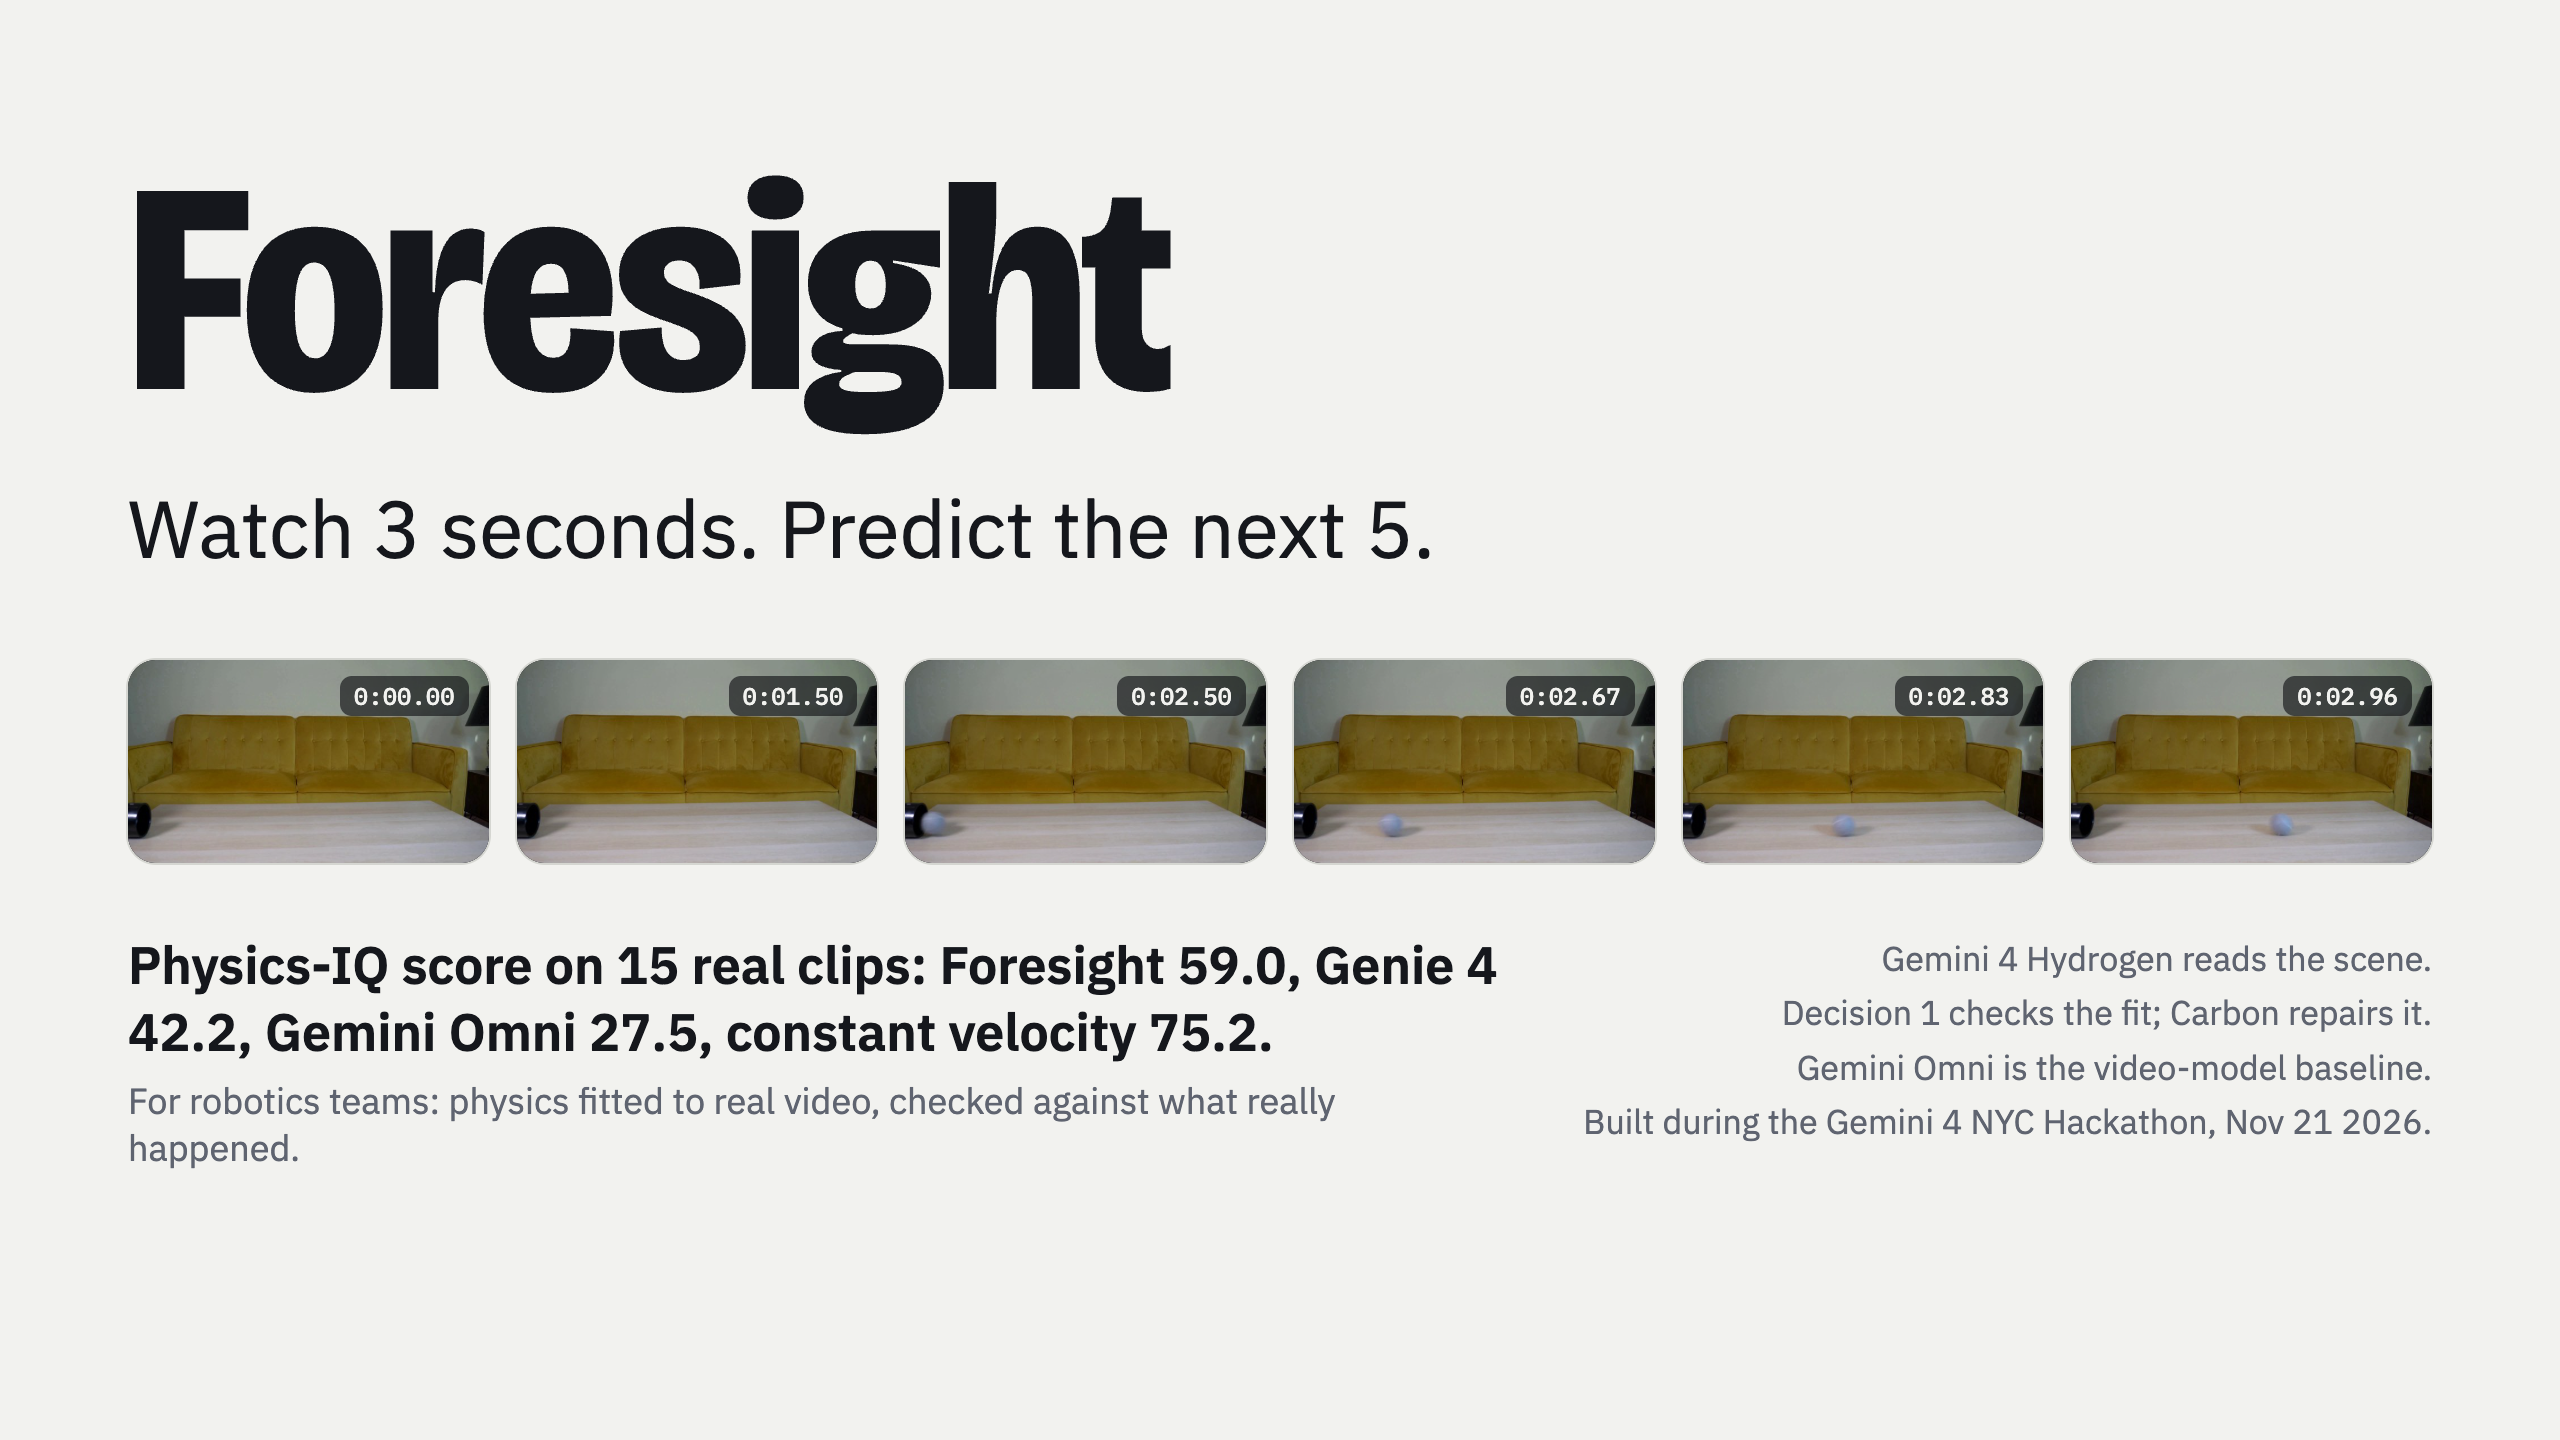 Foresight
Watch 3 seconds. Predict the next 5.
0:00.00
0:01.50
0:02.50
0:02.67
0:02.83
0:02.96
Physics-IQ score on 15 real clips: Foresight 59.0, Genie 4
42.2, Gemini Omni 27.5, constant velocity 75.2.
For robotics teams: physics fitted to real video, checked against what really
happened.
Gemini 4 Hydrogen reads the scene.
Decision 1 checks the fit; Carbon repairs it.
Gemini Omni is the video-model baseline.
Built during the Gemini 4 NYC Hackathon, Nov 21 2026.